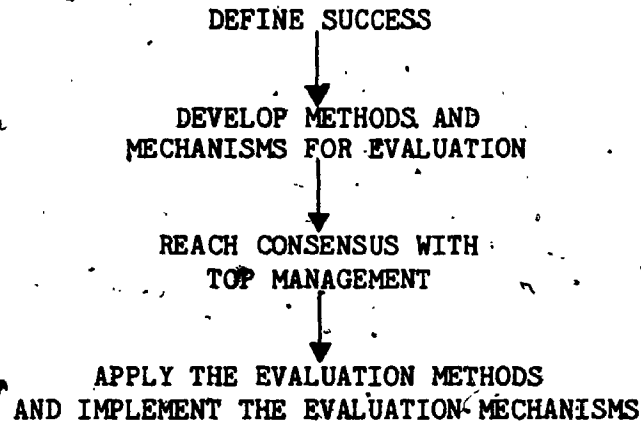 DEFINE SUCCESS
DEVELOP METHODS AND
MECHANISMS FOR EVALUATION
REACH CONSENSUS WITH
TOP MANAGEMENT
APPLY THE EVALUATION METHODS
AND IMPLEMENT THE EVALUATION MECHANISMS